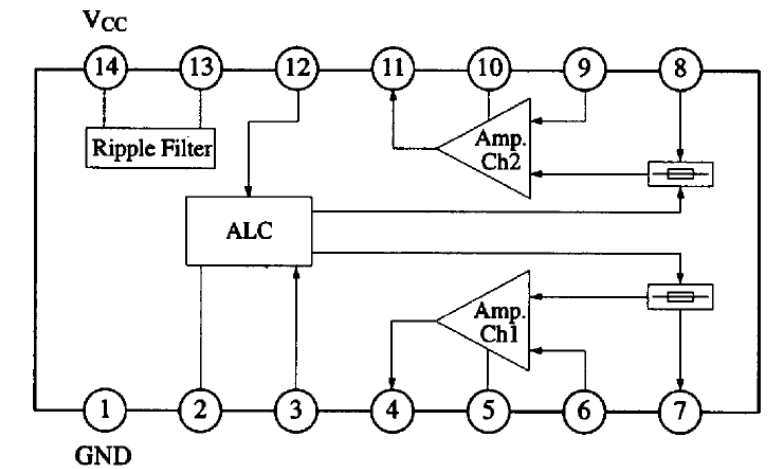 VCC
14 13 12 11 10 9 8
Ripple Filter
Amp.
Ch2
ALC
Amp.
Ch1
1 2 3 4 5 6 7
GND